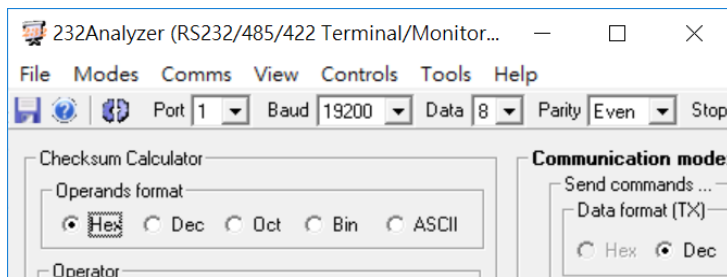 232Analyzer (RS232/485/422 Terminal/Monitor...
File Modes Comms View Controls Tools Help
Port 1 Baud 19200 Data 8 Parity Even Stop
Checksum Calculator Communication mode
Operands format Send commands ...
Data format (TX)
Hex Dec Oct Bin ASCII Hex Dec
Operator